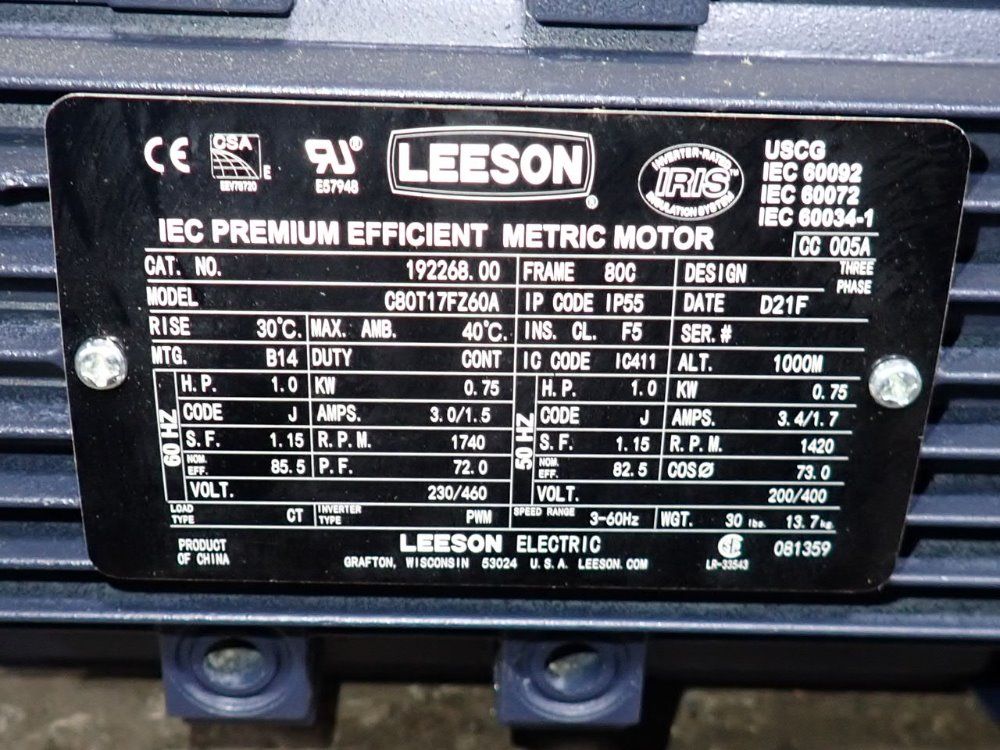 CE CSA E RU® LEESON ® INVERTER-RATED IRIS™ INSULATION SYSTEM USCG
EEV78720 E57948 IEC 60092
IEC 60072
IEC 60034-1
IEC PREMIUM EFFICIENT METRIC MOTOR CC 005A
CAT. NO. 192268.00 FRAME 80C DESIGN THREE PHASE
MODEL C80T17FZ60A IP CODE IP55 DATE D21F
RISE 30°C. MAX. AMB. 40°C. INS. CL. F5 SER.#
MTG. B14 DUTY CONT IC CODE IC411 ALT. 1000M
60 HZ H.P. 1.0 KW 0.75 50 HZ H.P. 1.0 KW 0.75
CODE J AMPS. 3.0/1.5 CODE J AMPS. 3.4/1.7
S.F. 1.15 R.P.M. 1740 S.F. 1.15 R.P.M. 1420
NOM. EFF. 85.5 P.F. 72.0 NOM. EFF. 82.5 COSØ 73.0
VOLT. 230/460 VOLT. 200/400
LOAD TYPE CT INVERTER TYPE PWM SPEED RANGE 3-60Hz WGT. 30 lbs. 13.7kg.
PRODUCT OF CHINA LEESON ELECTRIC 081359
GRAFTON, WISCONSIN 53024 U.S.A. LEESON.COM LR-33543